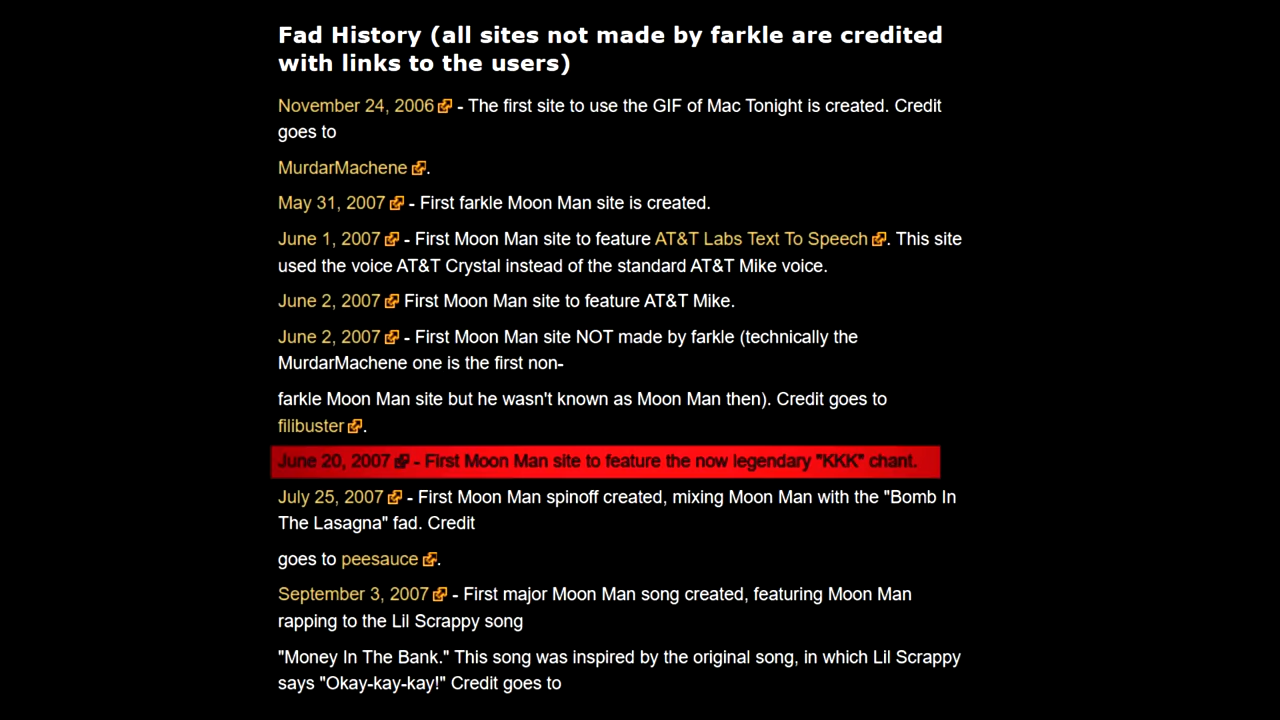 Fad History (all sites not made by farkle are credited
with links to the users)
November 24, 2006 - The first site to use the GIF of Mac Tonight is created. Credit
goes to
MurdarMachene.
May 31, 2007 - First farkle Moon Man site is created.
June 1, 2007 - First Moon Man site to feature AT&T Labs Text To Speech. This site
used the voice AT&T Crystal instead of the standard AT&T Mike voice.
June 2, 2007 First Moon Man site to feature AT&T Mike.
June 2, 2007 - First Moon Man site NOT made by farkle (technically the
MurdarMachene one is the first non-
farkle Moon Man site but he wasn't known as Moon Man then). Credit goes to
filibuster.
June 20, 2007 - First Moon Man site to feature the now legendary "KKK" chant.
July 25, 2007 - First Moon Man spinoff created, mixing Moon Man with the "Bomb In
The Lasagna" fad. Credit
goes to peesauce.
September 3, 2007 - First major Moon Man song created, featuring Moon Man
rapping to the Lil Scrappy song
"Money In The Bank." This song was inspired by the original song, in which Lil Scrappy
says "Okay-kay-kay!" Credit goes to